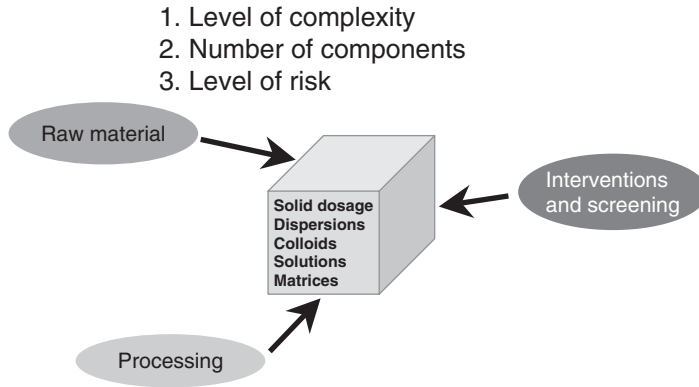 1. Level of complexity
2. Number of components
3. Level of risk
Raw material
Interventions
and screening
Solid dosage
Dispersions
Colloids
Solutions
Matrices
Processing